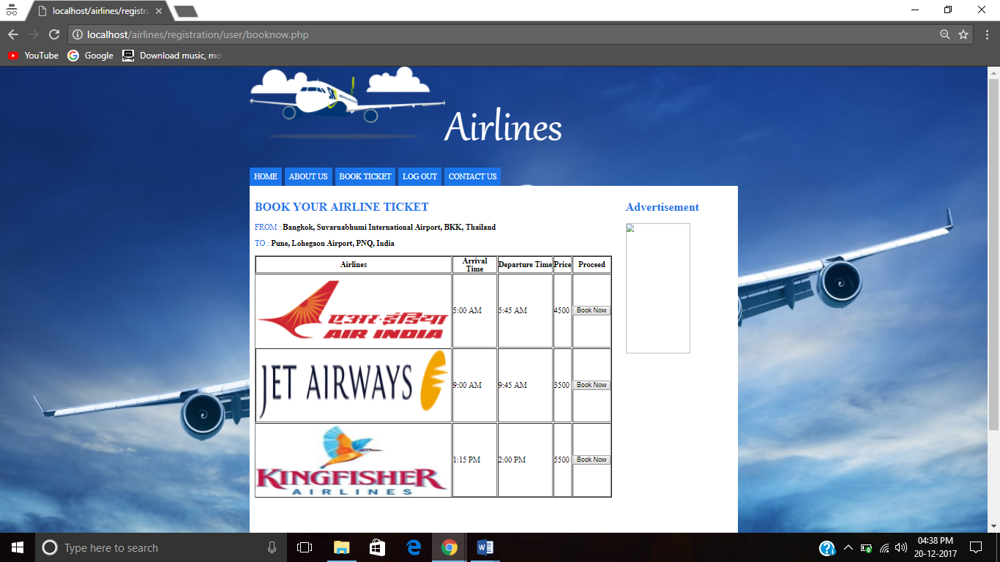 localhost/airlines/registra
localhost/airlines/registration/user/booknow.php
YouTube Google Download music, mo
Airlines
HOME ABOUT US BOOK TICKET LOG OUT CONTACT US
BOOK YOUR AIRLINE TICKET
Advertisement
FROM : Bangkok, Suvarnabhumi International Airport, BKK, Thailand
TO : Pune, Lohegaon Airport, PNQ, India
Airlines Arrival Time Departure Time Price Proceed
एअर-इंडिया
AIR INDIA 5:00 AM 5:45 AM 4500 Book Now
JET AIRWAYS 9:00 AM 9:45 AM 3500 Book Now
KINGFISHER
AIRLINES 1:15 PM 2:00 PM 5500 Book Now
Type here to search
04:38 PM
20-12-2017